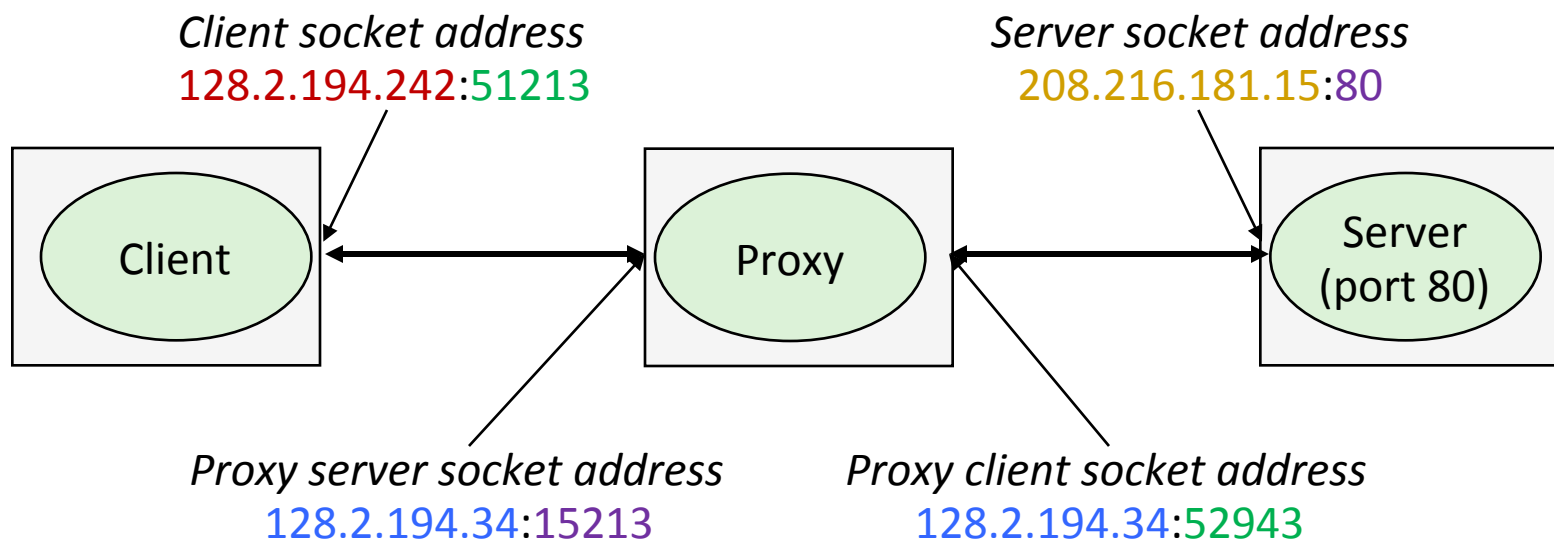 Client socket address
128.2.194.242:51213
Server socket address
208.216.181.15:80
Client
Proxy
Server
(port 80)
Proxy server socket address
128.2.194.34:15213
Proxy client socket address
128.2.194.34:52943